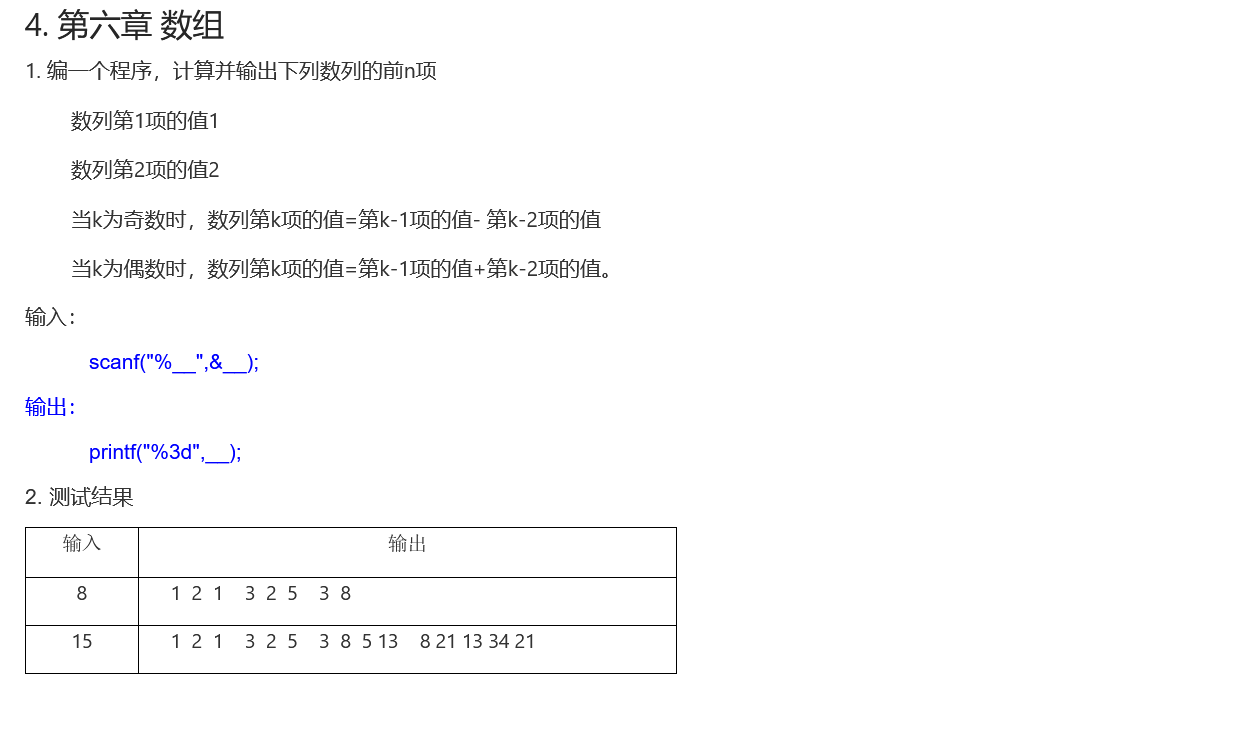 4. 第六章 数组
1. 编一个程序，计算并输出下列数列的前n项
数列第1项的值1
数列第2项的值2
当k为奇数时，数列第k项的值=第k-1项的值- 第k-2项的值
当k为偶数时，数列第k项的值=第k-1项的值+第k-2项的值。
输入：
scanf("%__",&__);
输出：
printf("%3d",__);
2. 测试结果
输入 输出
8 1 2 1 3 2 5 3 8
15 1 2 1 3 2 5 3 8 5 13 8 21 13 34 21